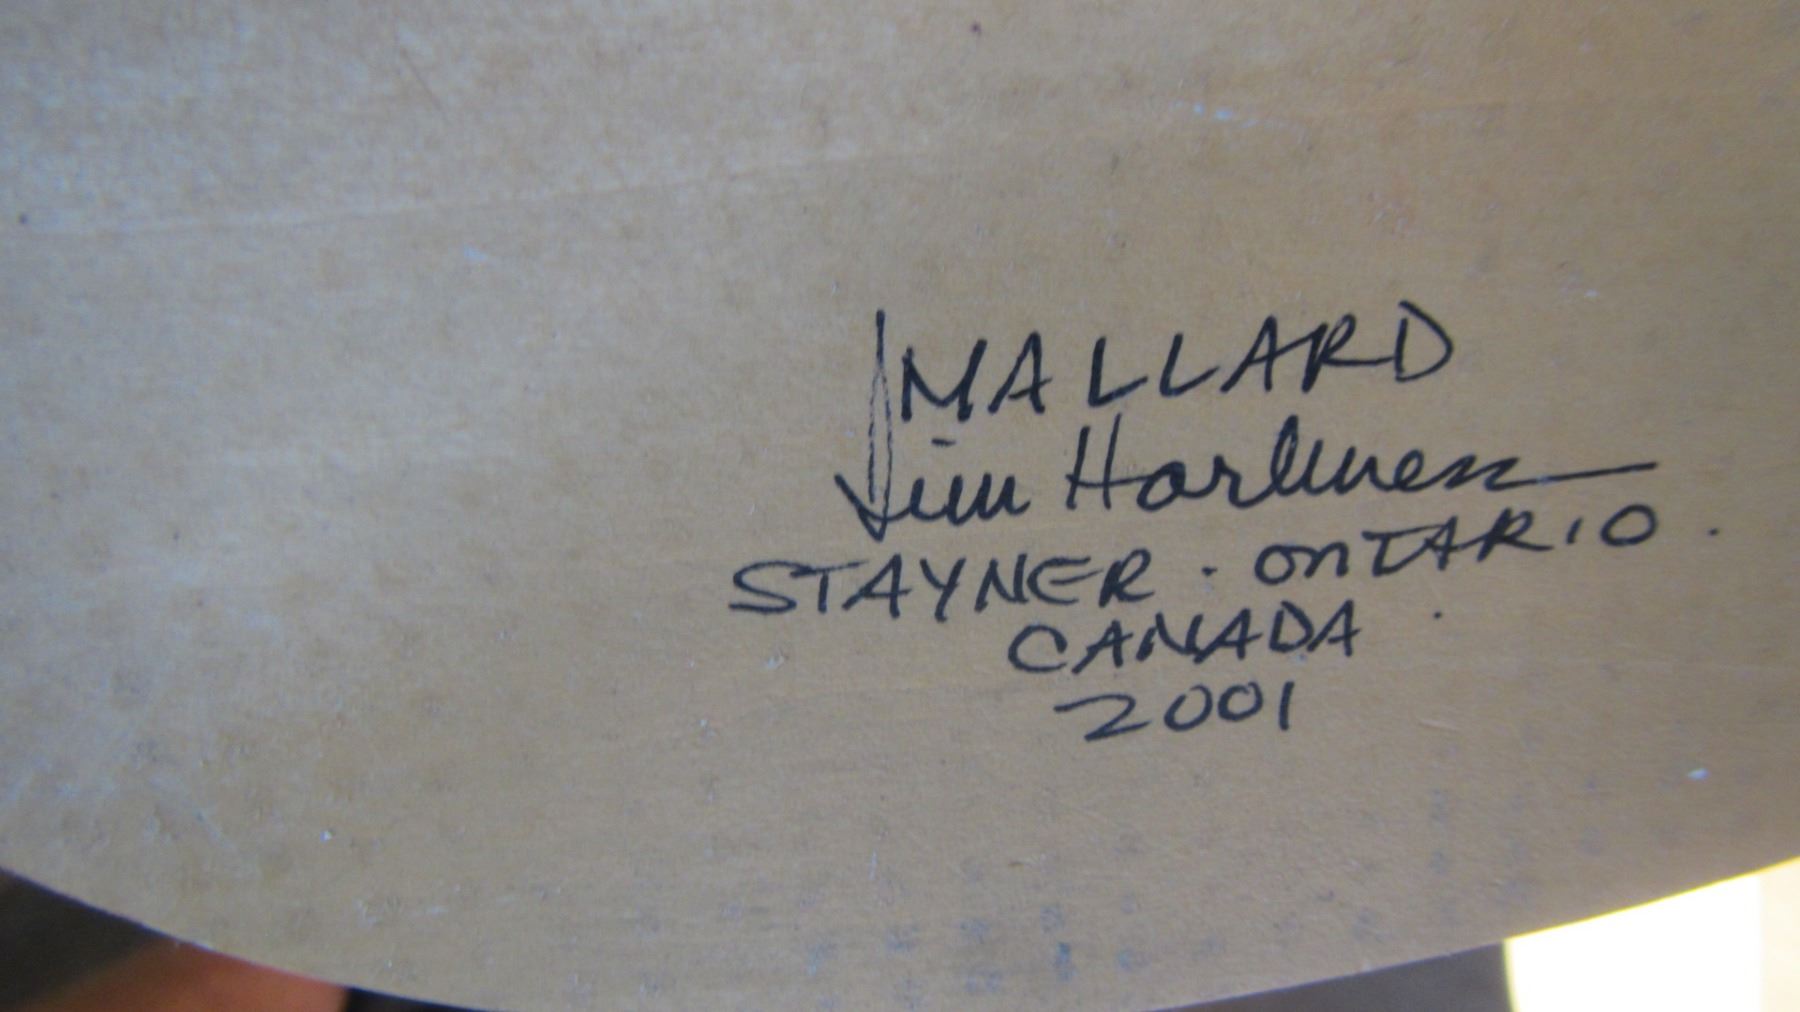 MALLARD
Jim Harkness
STAYNER . OnTARIO .
CANADA .
2001